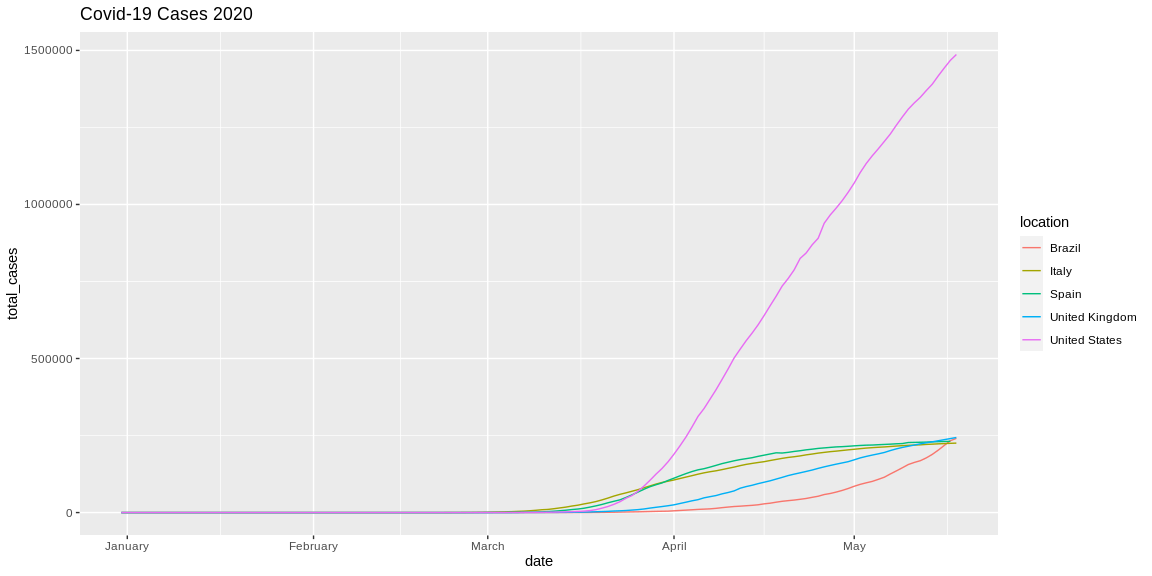 Covid-19 Cases 2020
total_cases
1500000
1000000
500000
0
January February March April May
date
location
Brazil
Italy
Spain
United Kingdom
United States